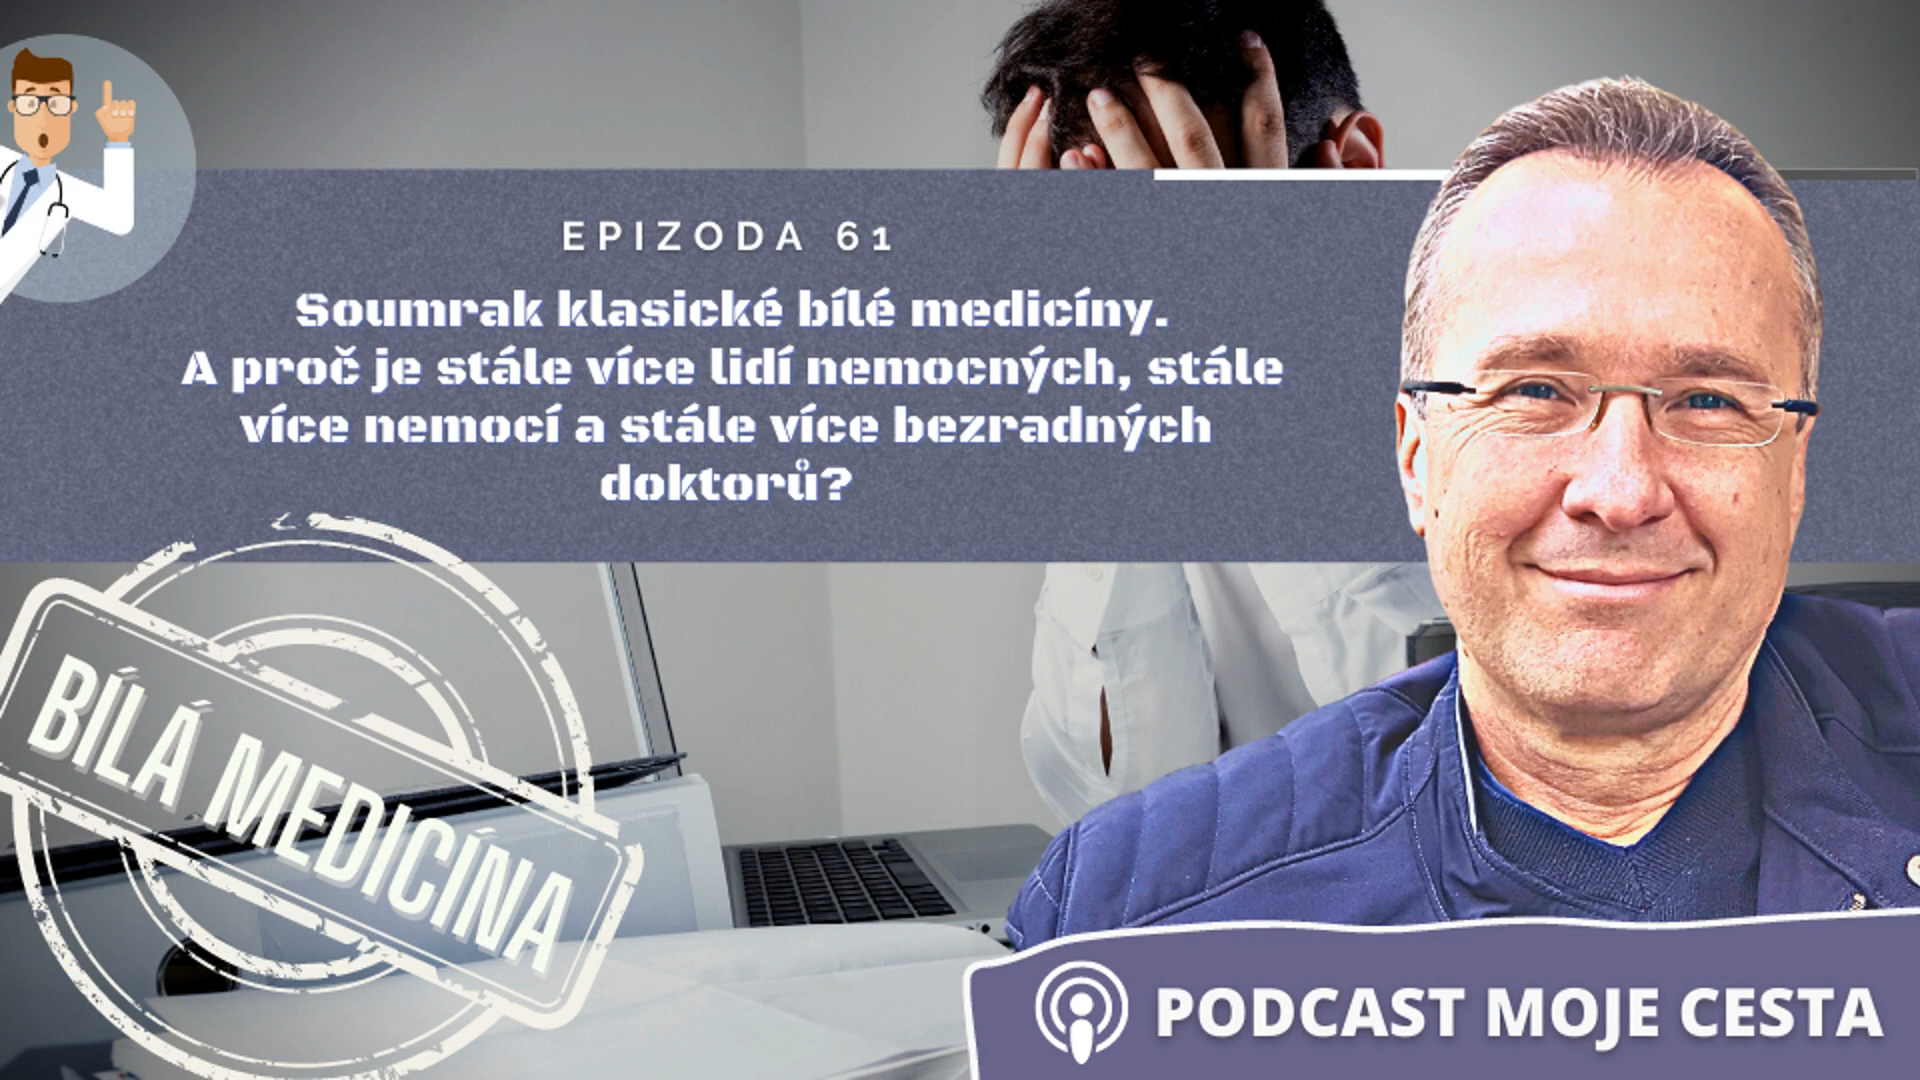 EPIZODA 61
Soumrak klasické bílé medicíny.
A proč je stále více lidí nemocných, stále
více nemocí a stále více bezradných
doktorů?
BÍLÁ MEDICÍNA
PODCAST MOJE CESTA